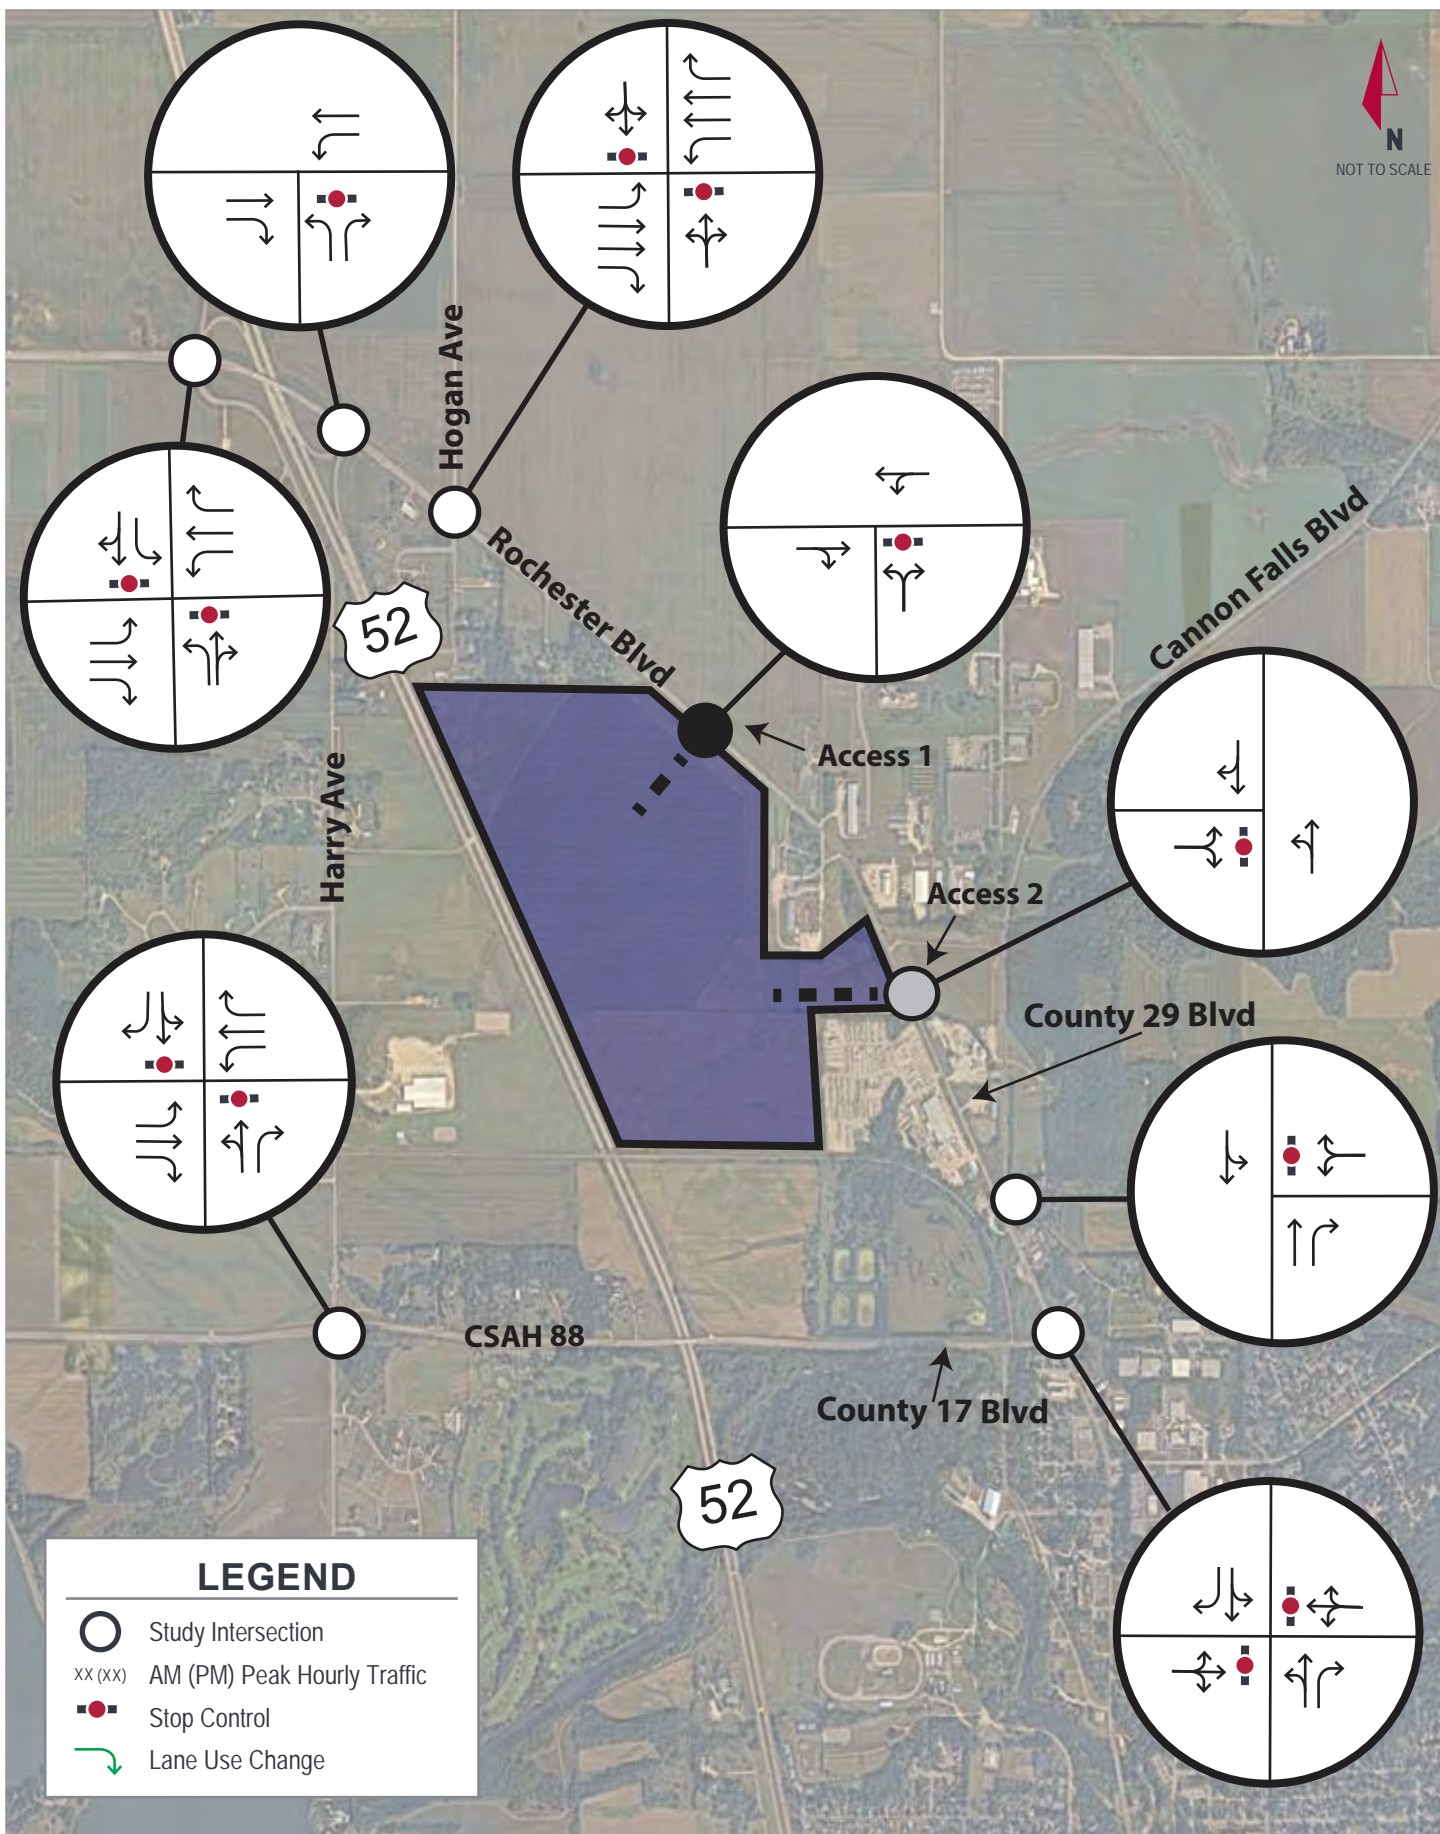 N
NOT TO SCALE
Hogan Ave
Rochester Blvd
Cannon Falls Blvd
52
Access 1
Harry Ave
Access 2
County 29 Blvd
CSAH 88
County 17 Blvd
52
LEGEND
Study Intersection
XX (XX) AM (PM) Peak Hourly Traffic
Stop Control
Lane Use Change